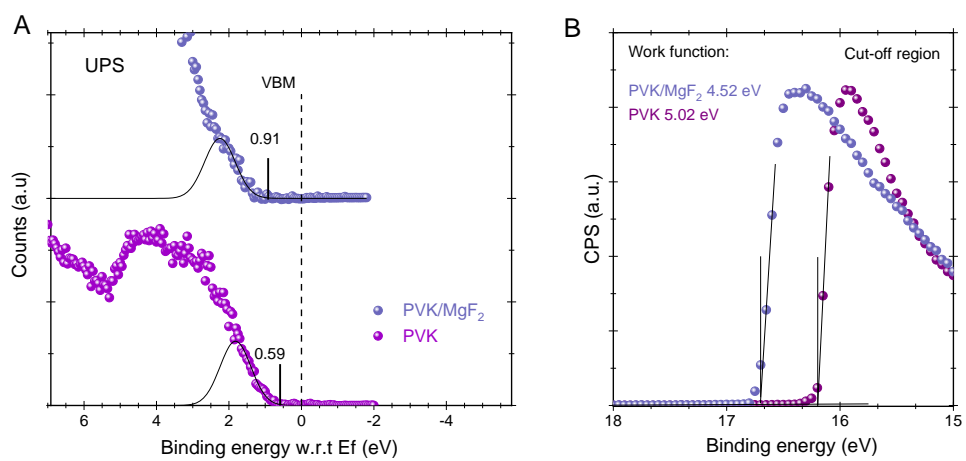 A
UPS
VBM
0.91
0.59
PVK/MgF₂
PVK
Counts (a.u)
6 4 2 0 -2 -4
Binding energy w.r.t Ef (eV)
B
Work function:
Cut-off region
PVK/MgF₂ 4.52 eV
PVK 5.02 eV
CPS (a.u.)
18 17 16 15
Binding energy (eV)